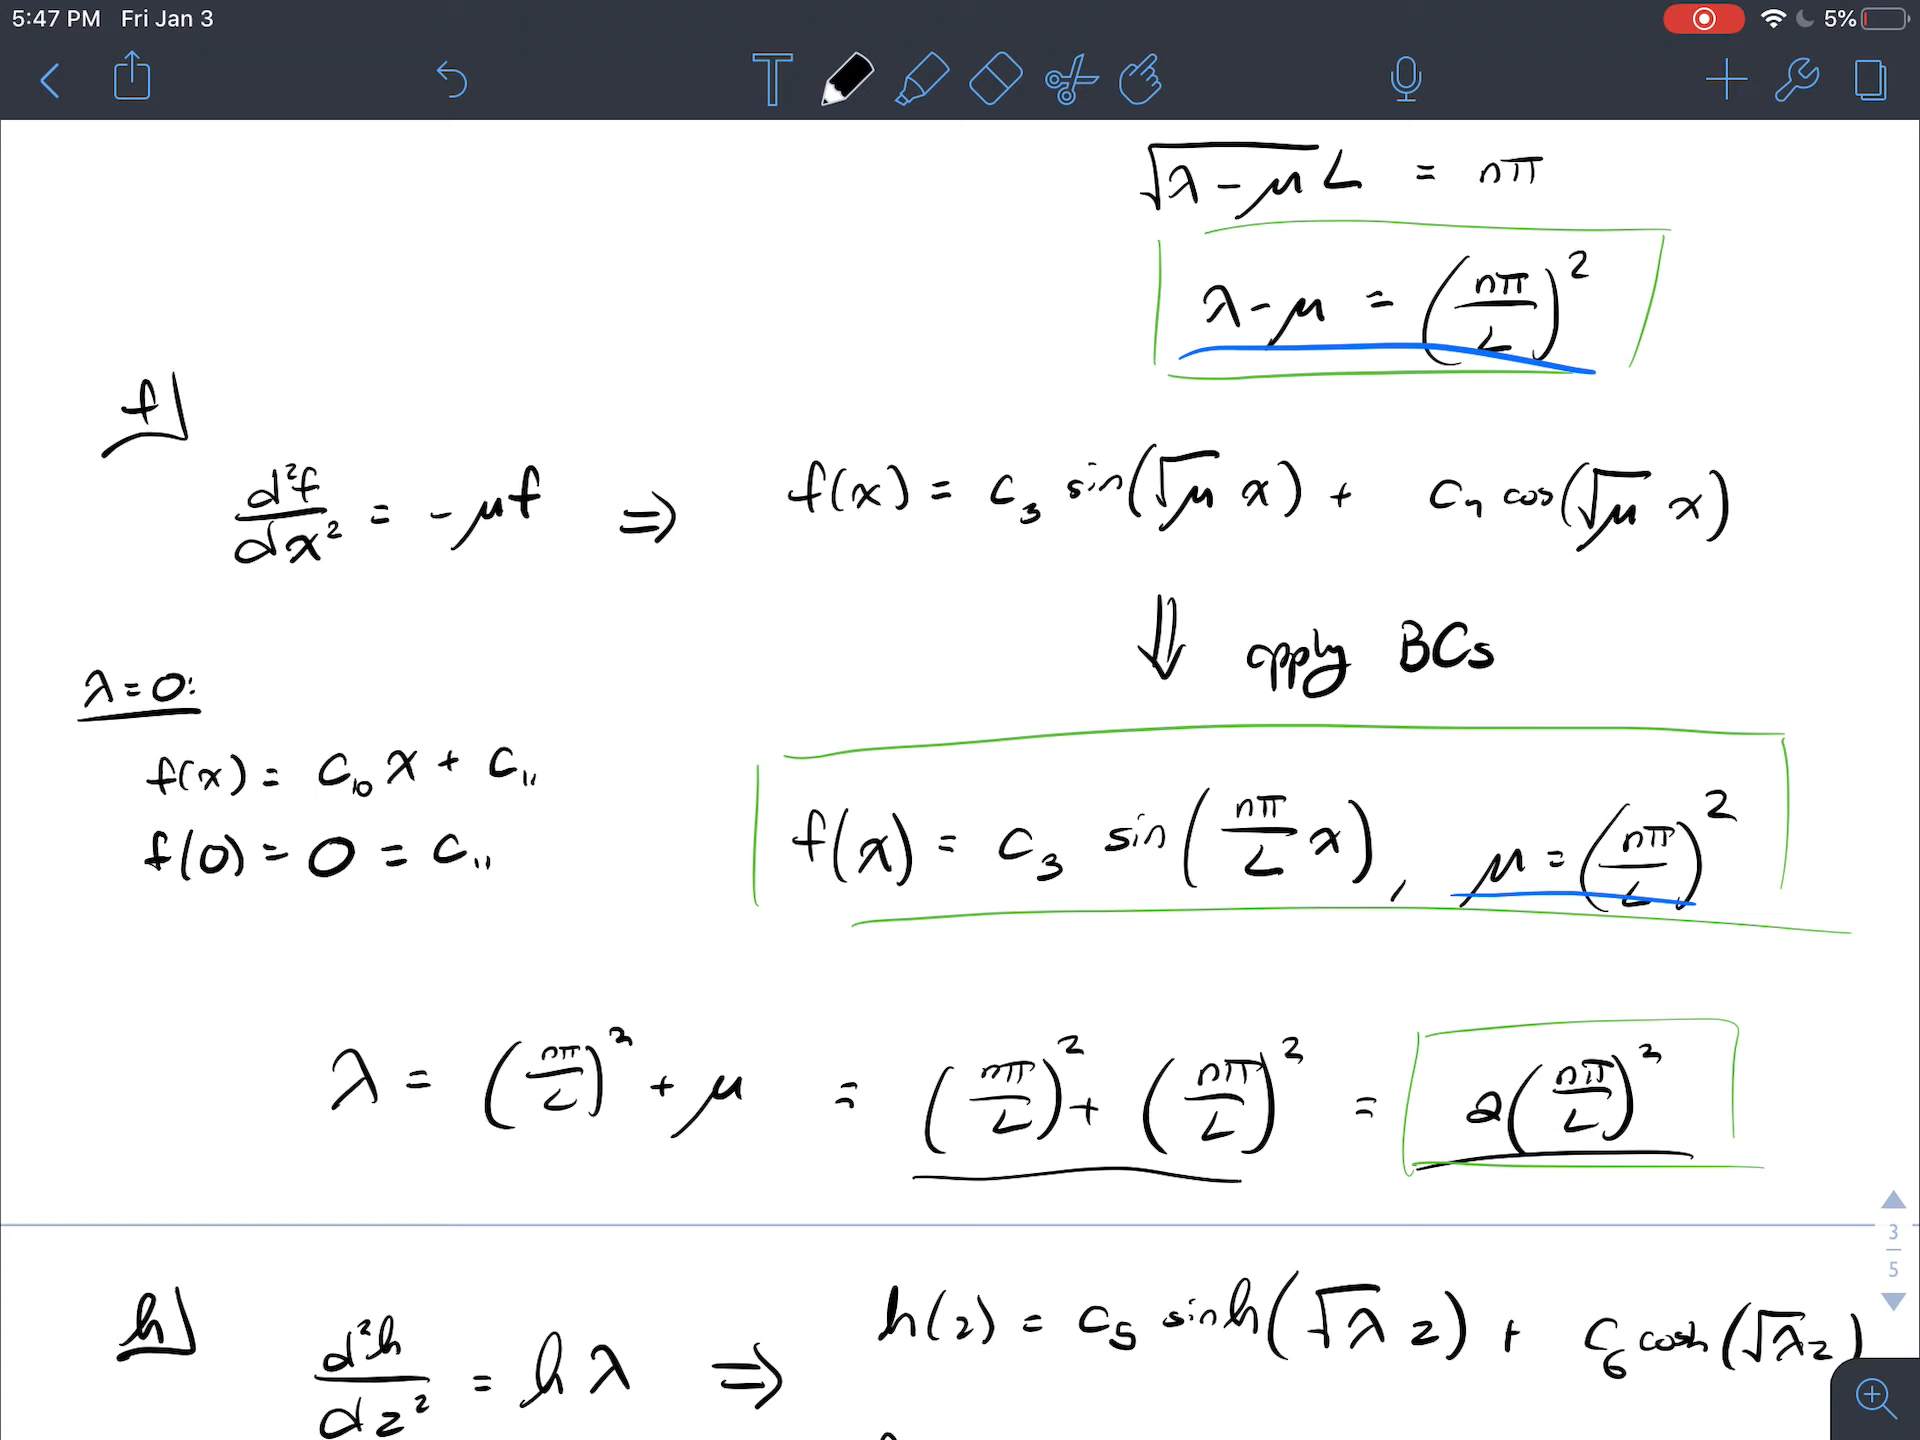 5:47 PM Fri Jan 3 5%
T
√(λ-μ) L = nπ
λ-μ = (nπ/L)²
f
d²f/dx² = -μf ⇒ f(x) = c₃ sin(√μ x) + c₄ cos(√μ x)
⇓ apply BCs
λ=0:
f(x) = c₁₀ x + c₁₁
f(0) = 0 = c₁₁
f(x) = c₃ sin(nπ/L x), μ = (nπ/L)²
λ = (nπ/L)² + μ = (nπ/L)² + (nπ/L)² = 2(nπ/L)²
3
5
h
d²h/dz² = hλ ⇒ h(z) = c₅ sinh(√λ z) + c₆ cosh(√λ z)